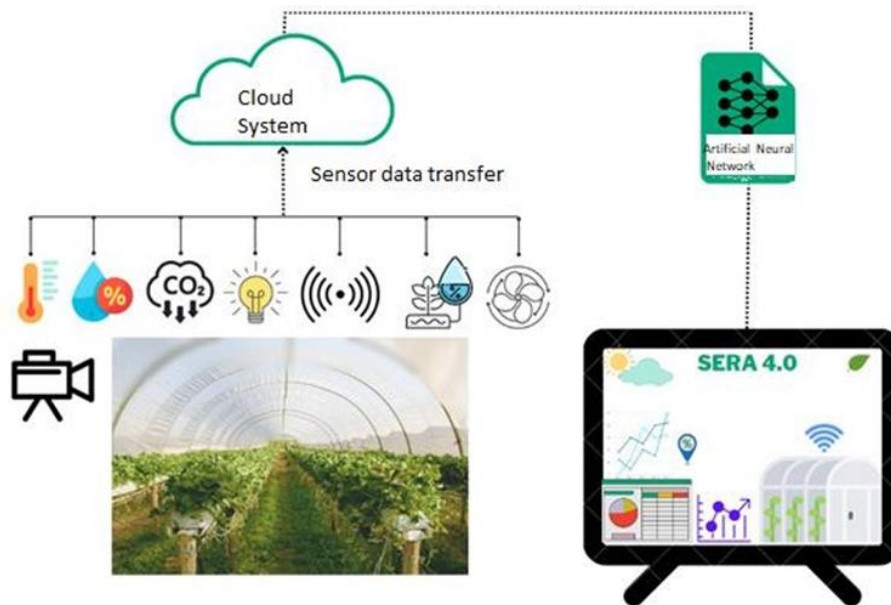 Cloud
System
Sensor data transfer
Artificial Neural
Network
%
CO₂
%
SERA 4.0
%